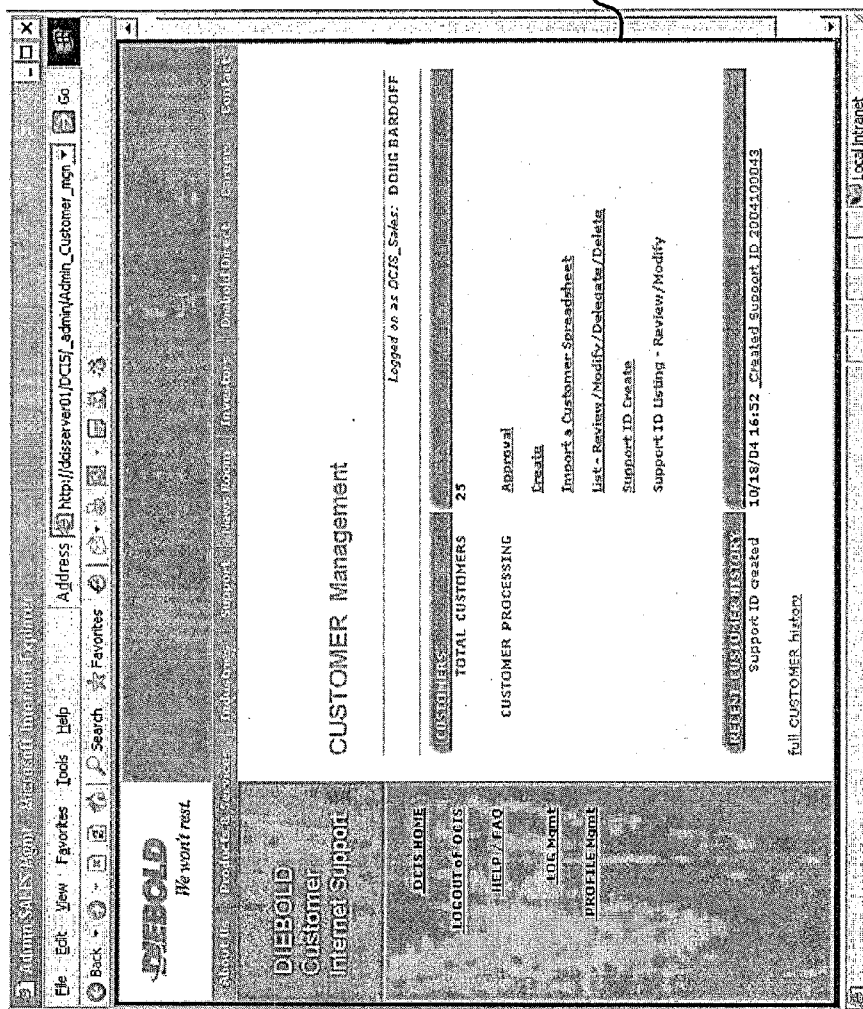 Admin SALES Mgmt - Microsoft Internet Explorer
File Edit View Favorites Tools Help
Address http://dcisserver01/DCIS/_admin/Admin_Customer_mgn Go
Back Search Favorites
DIEBOLD
We won't rest.
About Us Products & Services Industries Support News Room Investors Diebold Direct Careers Contact
DIEBOLD
Customer
Internet Support
DCIS HOME
LOGOUT of DCIS
HELP / FAQ
LOG Mgmt
PROFILE Mgmt
CUSTOMER Management
Logged on as DCIS_Sales: DOUG BARDOFF
CUSTOMERS
TOTAL CUSTOMERS 25
CUSTOMER PROCESSING Approval
Create
Import a Customer Spreadsheet
List - Review/Modify/Delegate/Delete
Support ID Create
Support ID Listing - Review/Modify
RECENT CUSTOMER HISTORY
Support ID created 10/18/04 16:52 Created Support ID 2004100043
full CUSTOMER history
Local intranet